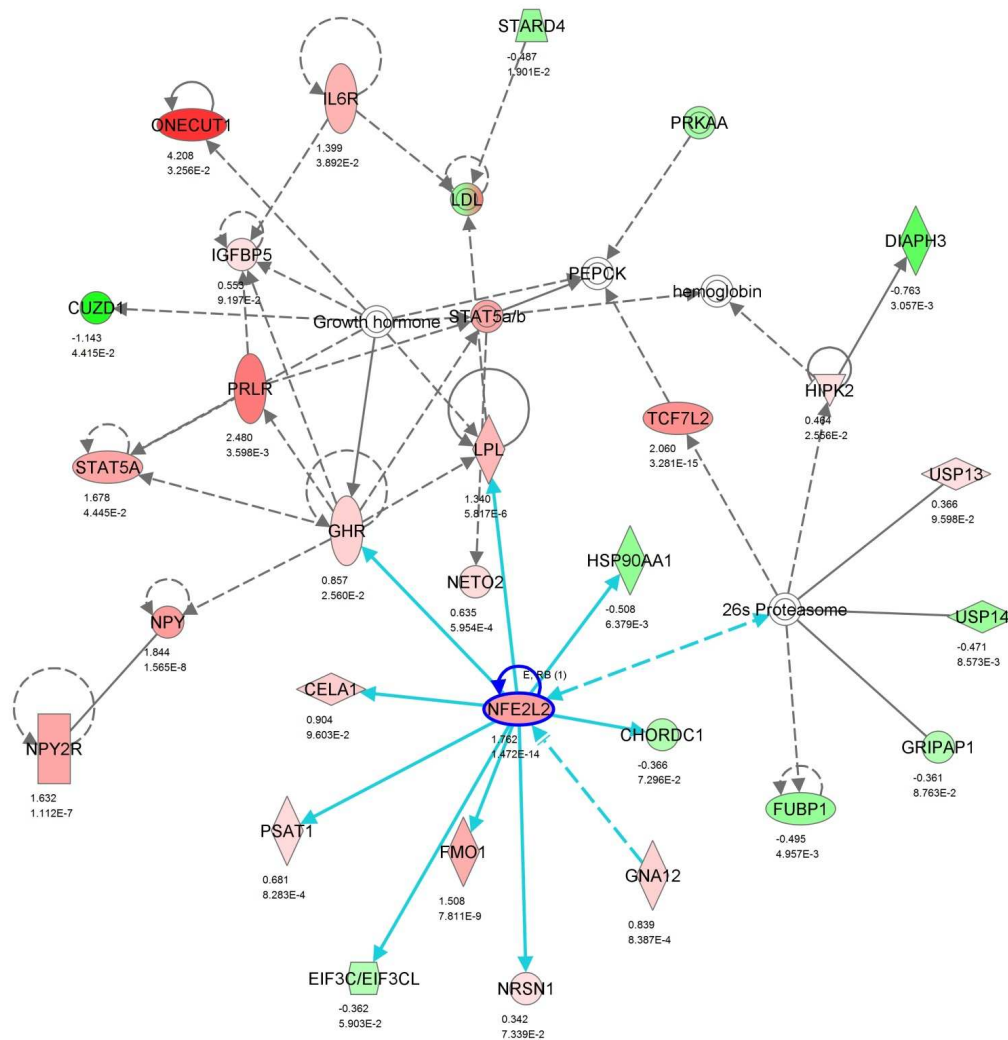 STARD4
-0.487
1.901E-2
IL6R
1.399
3.892E-2
ONECUT1
4.208
3.256E-2
PRKAA
LDL
DIAPH3
-0.763
3.057E-3
IGFBP5
0.553
9.197E-2
PEPCK
hemoglobin
CUZD1
-1.143
4.415E-2
Growth hormone
STAT5a/b
PRLR
2.480
3.598E-3
HIPK2
0.464
2.556E-2
TCF7L2
2.060
3.281E-15
STAT5A
1.678
4.445E-2
LPL
1.340
5.817E-6
USP13
0.366
9.598E-2
GHR
0.857
2.560E-2
NETO2
0.635
5.954E-4
HSP90AA1
-0.508
6.379E-3
26s Proteasome
USP14
-0.471
8.573E-3
NPY
1.844
1.565E-8
E, RB (1)
CELA1
0.904
9.603E-2
NFE2L2
1.762
1.472E-14
CHORDC1
-0.366
7.296E-2
GRIPAP1
-0.361
8.763E-2
NPY2R
1.632
1.112E-7
FUBP1
-0.495
4.957E-3
PSAT1
0.681
8.283E-4
FMO1
1.508
7.811E-9
GNA12
0.839
8.387E-4
EIF3C/EIF3CL
-0.362
5.903E-2
NRSN1
0.342
7.339E-2